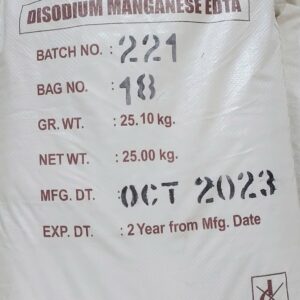 DISODIUM MANGANESE EDTA
BATCH NO. : 221
BAG NO. : 18
GR. WT. : 25.10 kg.
NET WT. : 25.00 kg.
MFG. DT. : OCT 2023
EXP. DT. : 2 Year from Mfg. Date